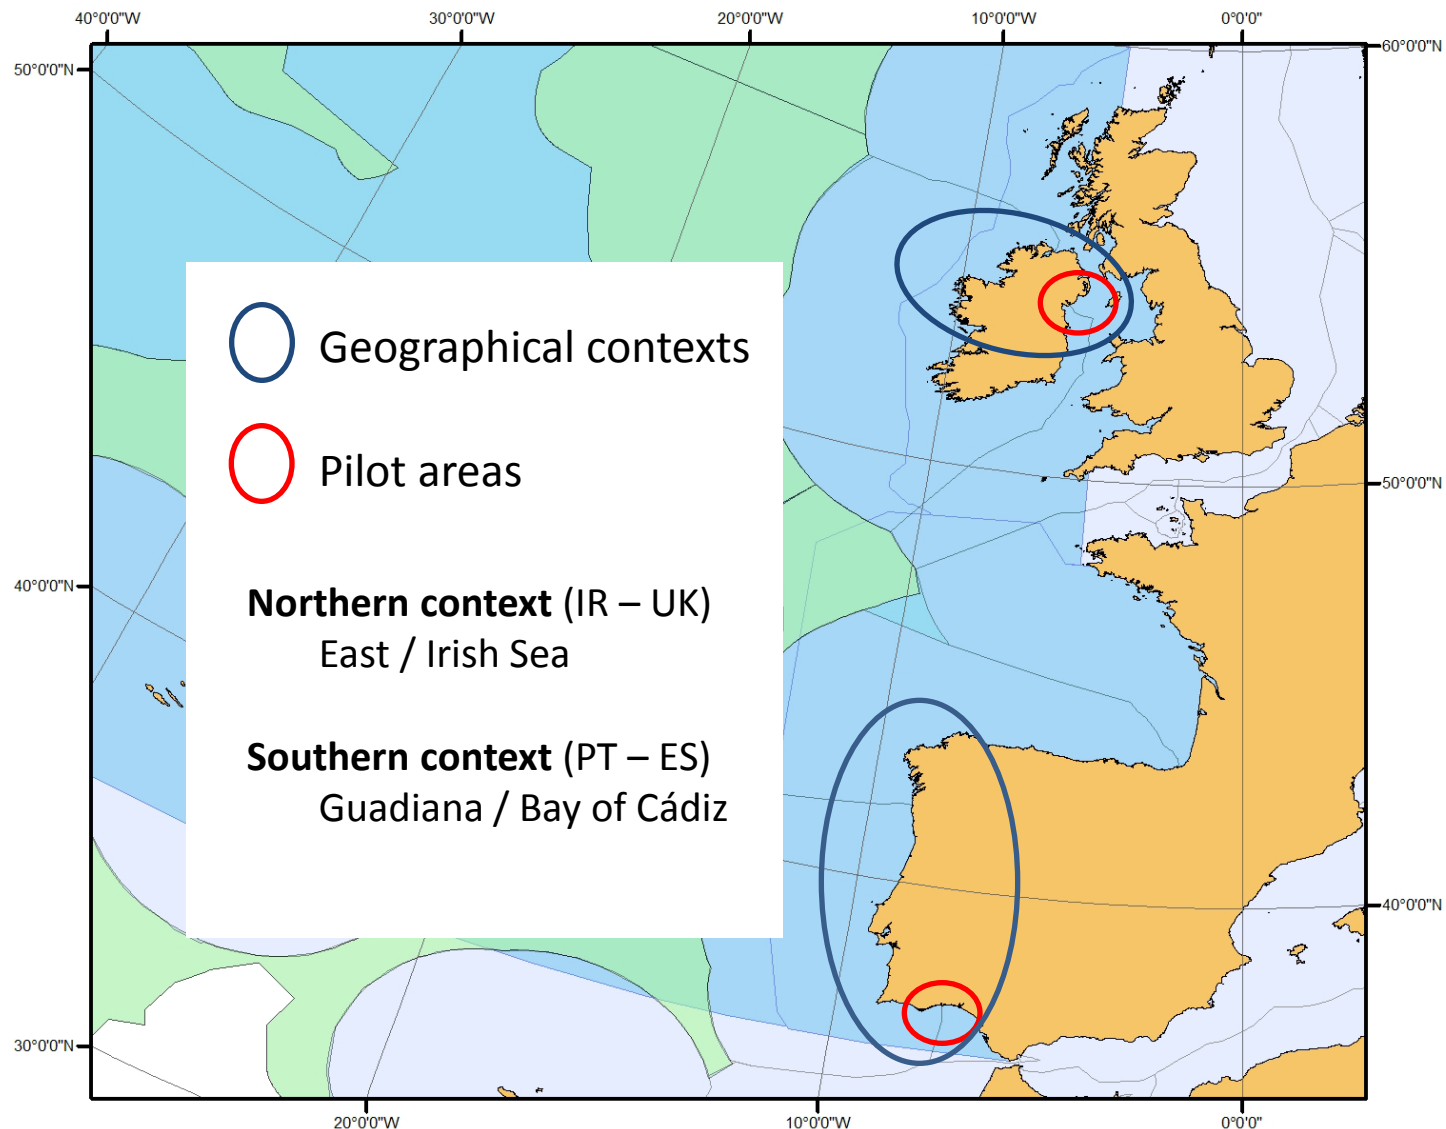 40°0'0"W 30°0'0"W 20°0'0"W 10°0'0"W 0°0'0"
50°0'0"N
60°0'0"N
Geographical contexts
Pilot areas
50°0'0"N
40°0'0"N
Northern context (IR – UK)
East / Irish Sea
Southern context (PT – ES)
Guadiana / Bay of Cádiz
40°0'0"N
30°0'0"N
20°0'0"W 10°0'0"W 0°0'0"